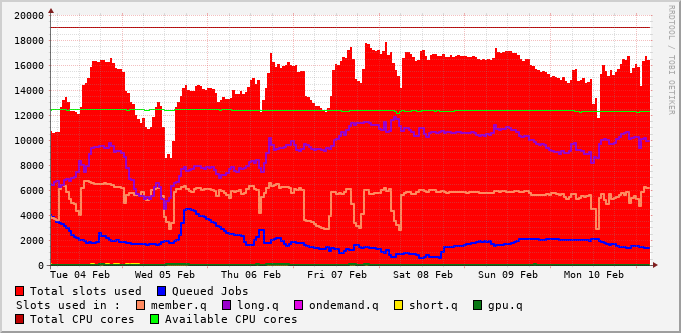 20000
18000
16000
14000
12000
10000
8000
6000
4000
2000
0
Tue 04 Feb Wed 05 Feb Thu 06 Feb Fri 07 Feb Sat 08 Feb Sun 09 Feb Mon 10 Feb
Total slots used Queued Jobs
Slots used in : member.q long.q ondemand.q short.q gpu.q
Total CPU cores Available CPU cores
RRDTOOL / TOBI OETIKER